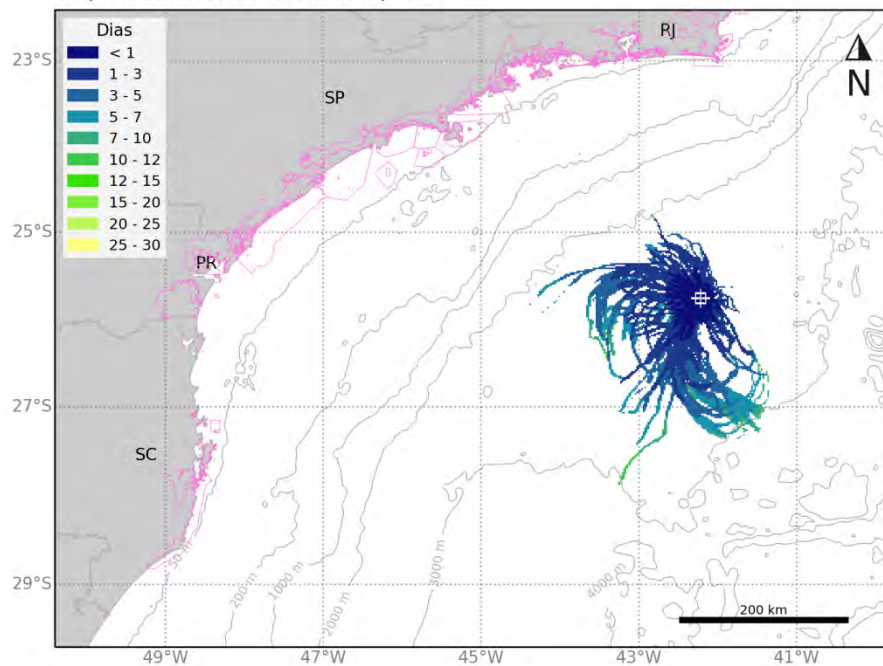 Dias
< 1
1 - 3
3 - 5
5 - 7
7 - 10
10 - 12
12 - 15
15 - 20
20 - 25
25 - 30
RJ
SP
PR
SC
N
23°S
25°S
27°S
29°S
50 m
200 m
1000 m
2000 m
3000 m
4000 m
200 km
49°W
47°W
45°W
43°W
41°W